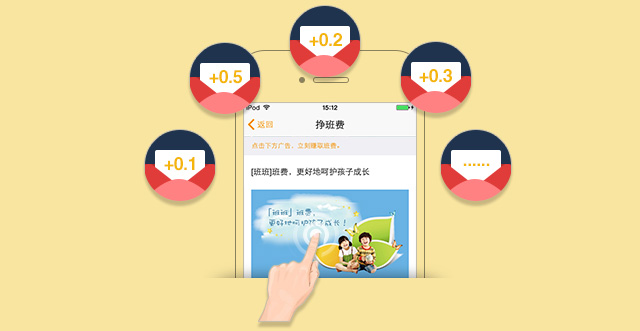 +0.2
+0.5
+0.3
+0.1
......
iPod
15:12
返回
挣班费
点击下方广告，立刻赚取班费。
[班班]班费，更好地呵护孩子成长
「班班」班费，
更好地呵护孩子成长！